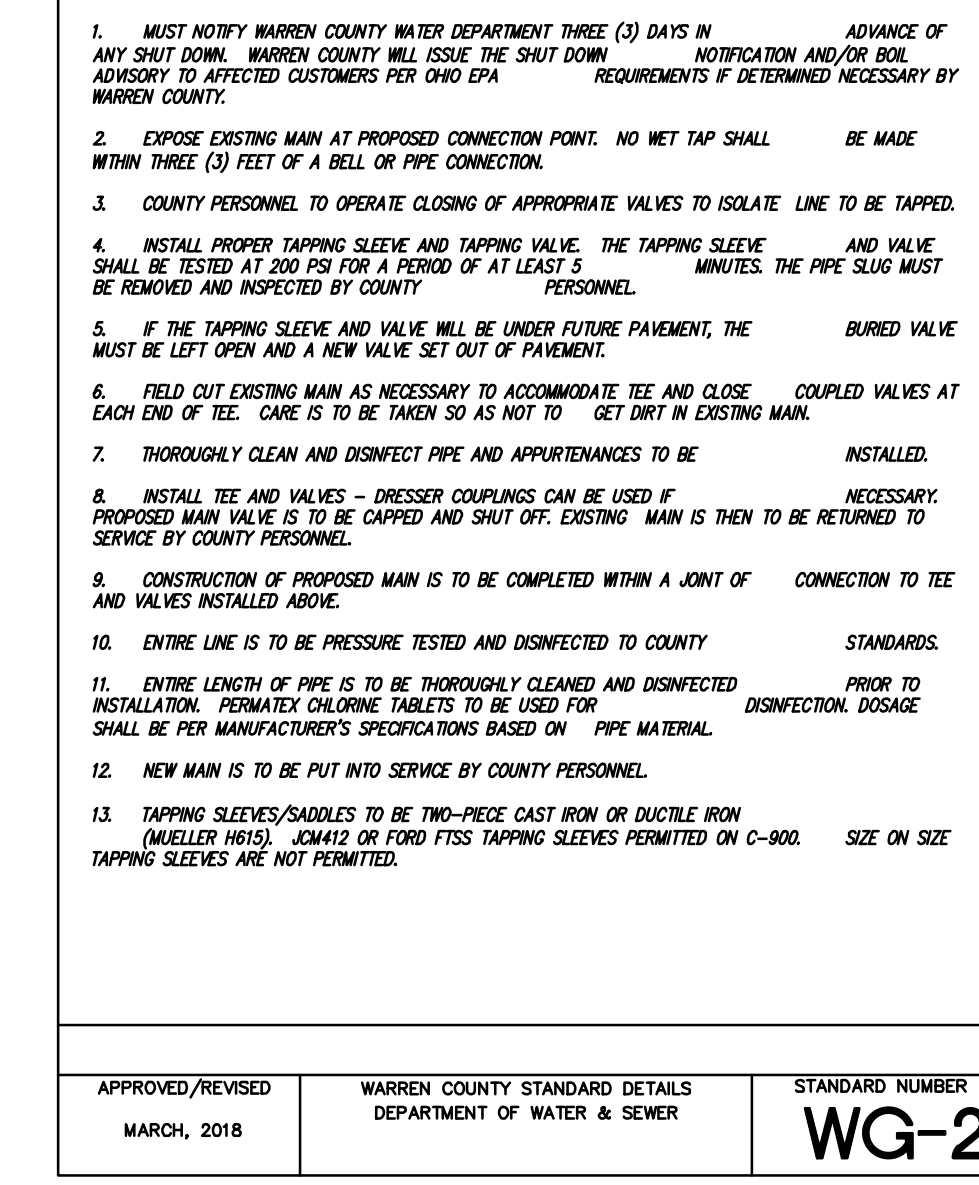 1. MUST NOTIFY WARREN COUNTY WATER DEPARTMENT THREE (3) DAYS IN ADVANCE OF
ANY SHUT DOWN. WARREN COUNTY WILL ISSUE THE SHUT DOWN NOTIFICATION AND/OR BOIL
ADVISORY TO AFFECTED CUSTOMERS PER OHIO EPA REQUIREMENTS IF DETERMINED NECESSARY BY
WARREN COUNTY.
2. EXPOSE EXISTING MAIN AT PROPOSED CONNECTION POINT. NO WET TAP SHALL BE MADE
WITHIN THREE (3) FEET OF A BELL OR PIPE CONNECTION.
3. COUNTY PERSONNEL TO OPERATE CLOSING OF APPROPRIATE VALVES TO ISOLATE LINE TO BE TAPPED.
4. INSTALL PROPER TAPPING SLEEVE AND TAPPING VALVE. THE TAPPING SLEEVE AND VALVE
SHALL BE TESTED AT 200 PSI FOR A PERIOD OF AT LEAST 5 MINUTES. THE PIPE SLUG MUST
BE REMOVED AND INSPECTED BY COUNTY PERSONNEL.
5. IF THE TAPPING SLEEVE AND VALVE WILL BE UNDER FUTURE PAVEMENT, THE BURIED VALVE
MUST BE LEFT OPEN AND A NEW VALVE SET OUT OF PAVEMENT.
6. FIELD CUT EXISTING MAIN AS NECESSARY TO ACCOMMODATE TEE AND CLOSE COUPLED VALVES AT
EACH END OF TEE. CARE IS TO BE TAKEN SO AS NOT TO GET DIRT IN EXISTING MAIN.
7. THOROUGHLY CLEAN AND DISINFECT PIPE AND APPURTENANCES TO BE INSTALLED.
8. INSTALL TEE AND VALVES – DRESSER COUPLINGS CAN BE USED IF NECESSARY.
PROPOSED MAIN VALVE IS TO BE CAPPED AND SHUT OFF. EXISTING MAIN IS THEN TO BE RETURNED TO
SERVICE BY COUNTY PERSONNEL.
9. CONSTRUCTION OF PROPOSED MAIN IS TO BE COMPLETED WITHIN A JOINT OF CONNECTION TO TEE
AND VALVES INSTALLED ABOVE.
10. ENTIRE LINE IS TO BE PRESSURE TESTED AND DISINFECTED TO COUNTY STANDARDS.
11. ENTIRE LENGTH OF PIPE IS TO BE THOROUGHLY CLEANED AND DISINFECTED PRIOR TO
INSTALLATION. PERMATEX CHLORINE TABLETS TO BE USED FOR DISINFECTION. DOSAGE
SHALL BE PER MANUFACTURER'S SPECIFICATIONS BASED ON PIPE MATERIAL.
12. NEW MAIN IS TO BE PUT INTO SERVICE BY COUNTY PERSONNEL.
13. TAPPING SLEEVES/SADDLES TO BE TWO–PIECE CAST IRON OR DUCTILE IRON
(MUELLER H615). JCM412 OR FORD FTSS TAPPING SLEEVES PERMITTED ON C–900. SIZE ON SIZE
TAPPING SLEEVES ARE NOT PERMITTED.
APPROVED/REVISED
MARCH, 2018
WARREN COUNTY STANDARD DETAILS
DEPARTMENT OF WATER & SEWER
STANDARD NUMBER
WG–2